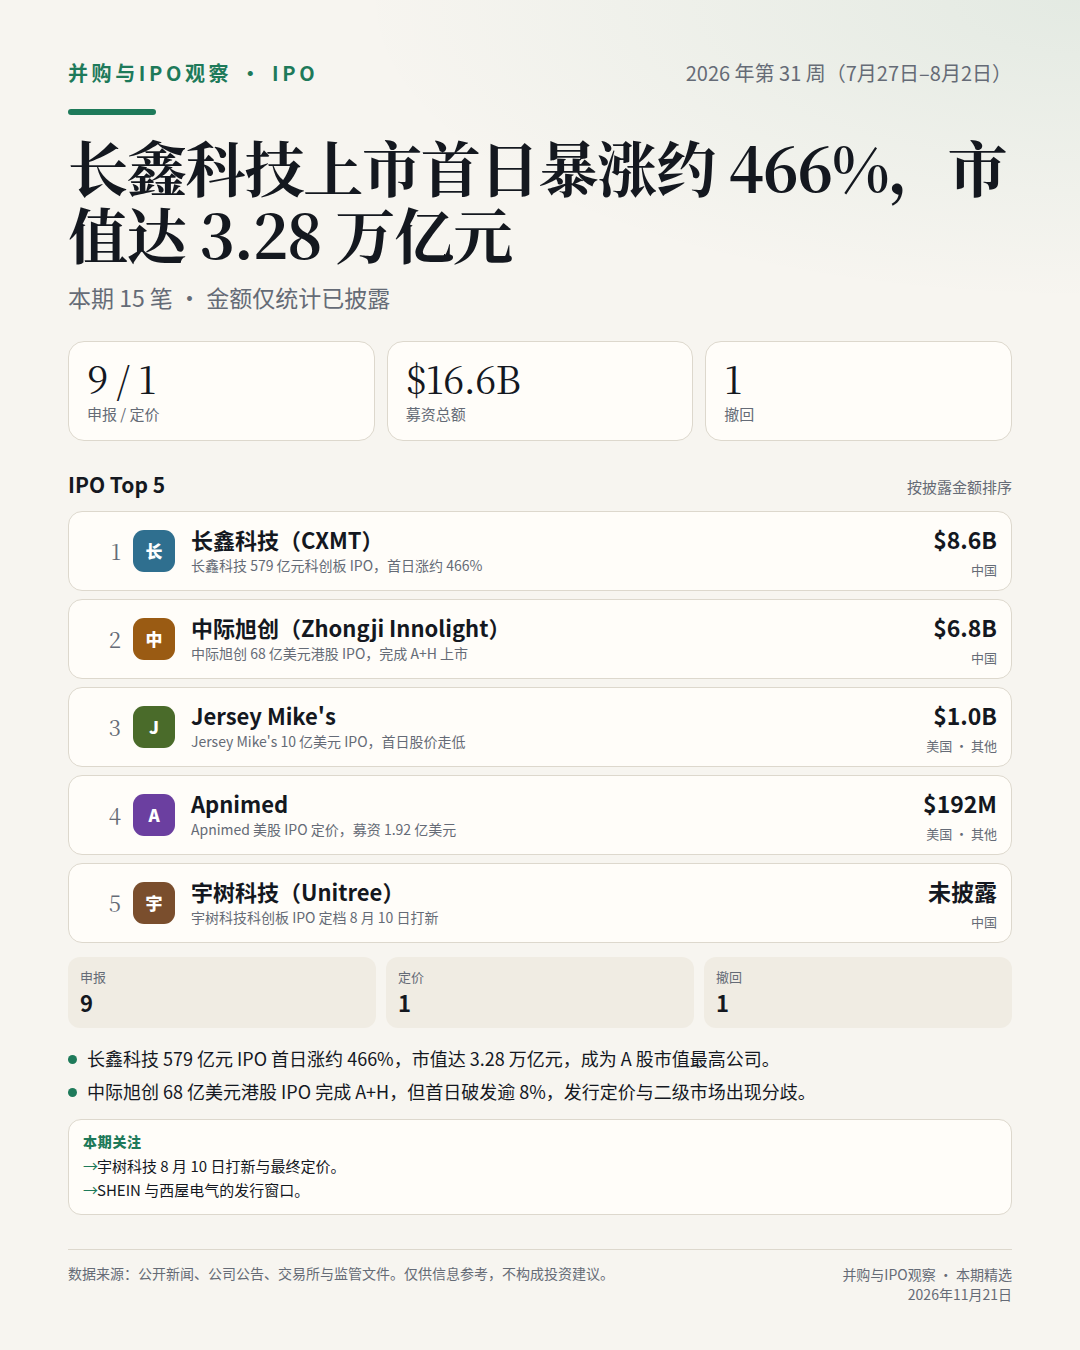 并购与IPO观察 · IPO
2026 年第 31 周（7月27日–8月2日）
长鑫科技上市首日暴涨约 466%，市
值达 3.28 万亿元
本期 15 笔 · 金额仅统计已披露
9 / 1
申报 / 定价
$16.6B
募资总额
1
撤回
IPO Top 5
按披露金额排序
1
长
长鑫科技（CXMT）
长鑫科技 579 亿元科创板 IPO，首日涨约 466%
$8.6B
中国
2
中
中际旭创（Zhongji Innolight）
中际旭创 68 亿美元港股 IPO，完成 A+H 上市
$6.8B
中国
3
J
Jersey Mike's
Jersey Mike's 10 亿美元 IPO，首日股价走低
$1.0B
美国 · 其他
4
A
Apnimed
Apnimed 美股 IPO 定价，募资 1.92 亿美元
$192M
美国 · 其他
5
宇
宇树科技（Unitree）
宇树科技科创板 IPO 定档 8 月 10 日打新
未披露
中国
申报
9
定价
1
撤回
1
长鑫科技 579 亿元 IPO 首日涨约 466%，市值达 3.28 万亿元，成为 A 股市值最高公司。
中际旭创 68 亿美元港股 IPO 完成 A+H，但首日破发逾 8%，发行定价与二级市场出现分歧。
本期关注
→宇树科技 8 月 10 日打新与最终定价。
→SHEIN 与西屋电气的发行窗口。
数据来源：公开新闻、公司公告、交易所与监管文件。仅供信息参考，不构成投资建议。
并购与IPO观察 · 本期精选
2026年11月21日